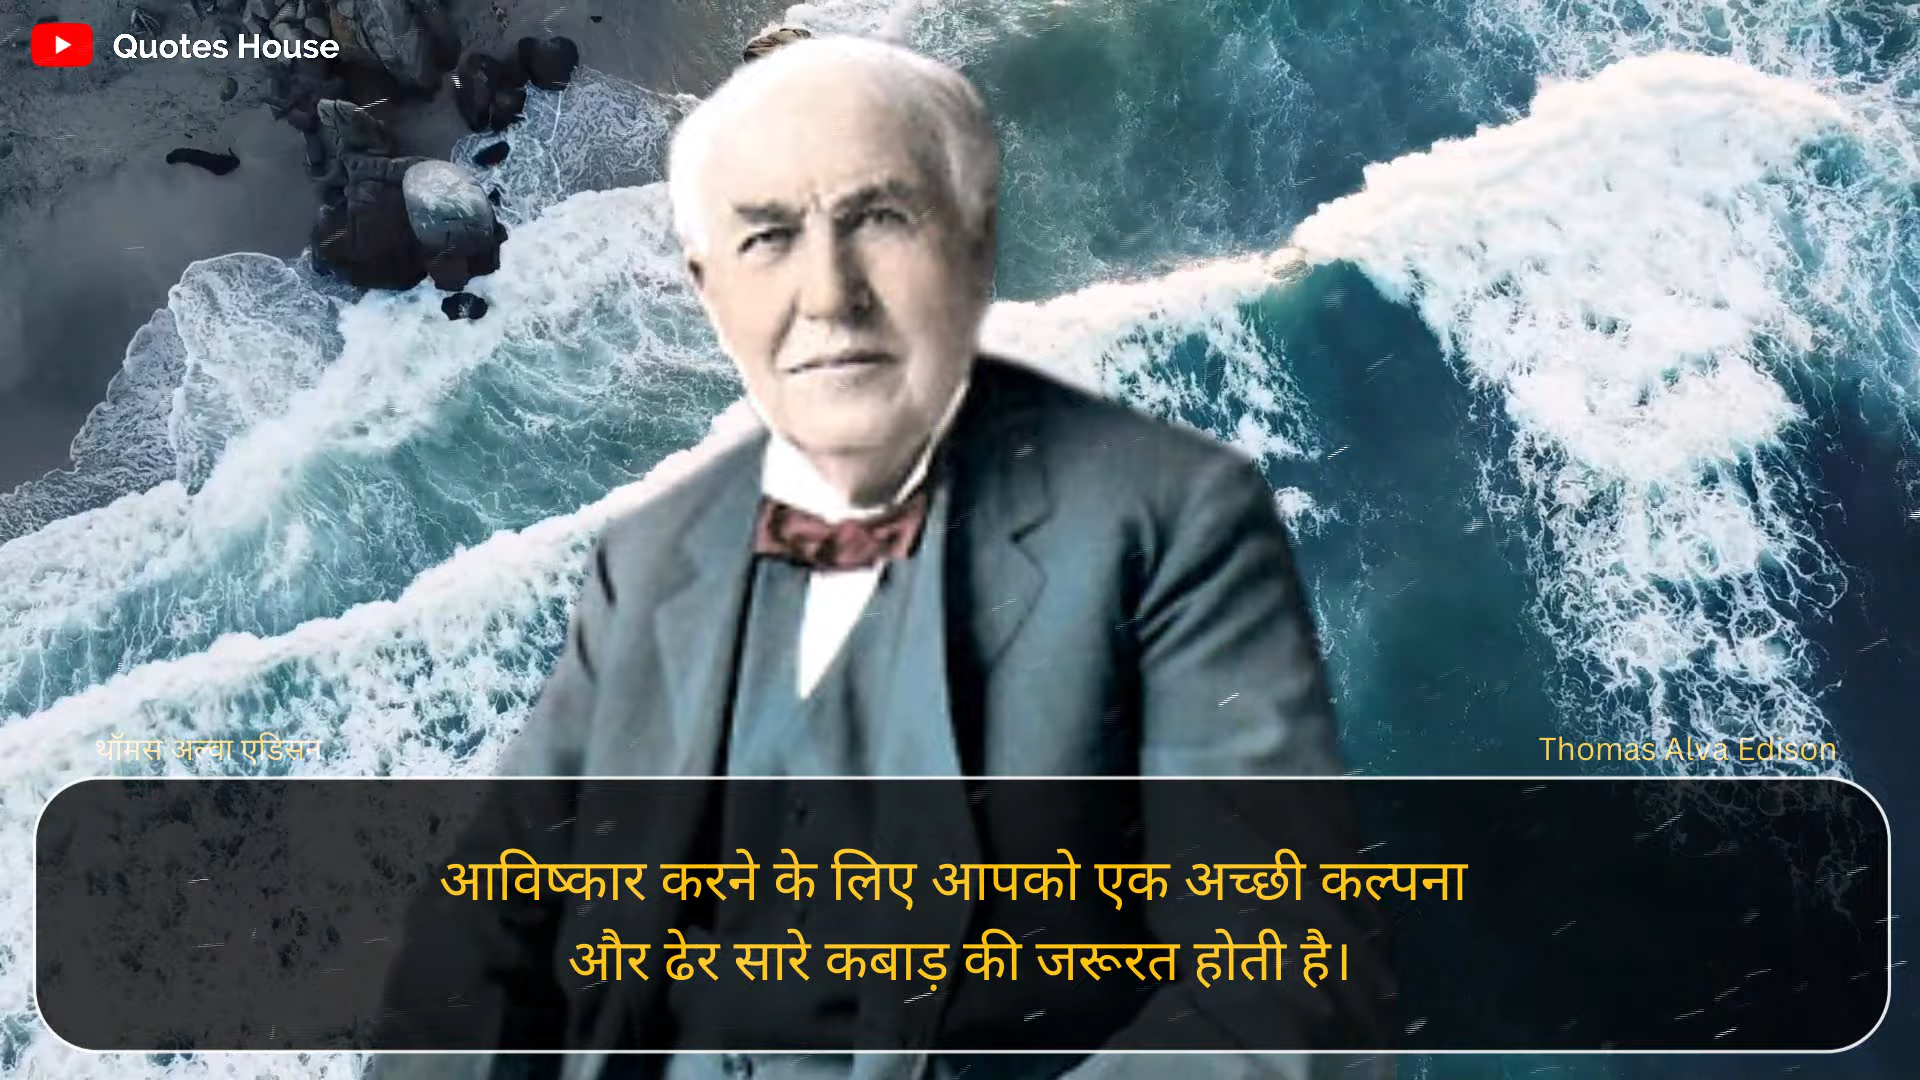 Quotes House
थॉमस अल्वा एडिसन
Thomas Alva Edison
आविष्कार करने के लिए आपको एक अच्छी कल्पना
और ढेर सारे कबाड़ की जरूरत होती है।